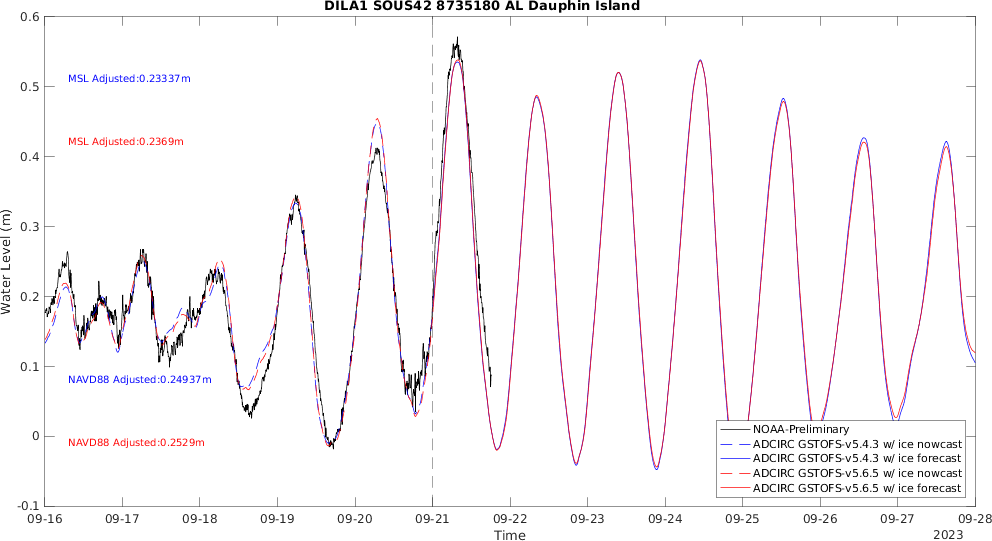 DILA1 SOUS42 8735180 AL Dauphin Island
Water Level (m)
0.6
0.5
0.4
0.3
0.2
0.1
0
-0.1
MSL Adjusted:0.23337m
MSL Adjusted:0.2369m
NAVD88 Adjusted:0.24937m
NAVD88 Adjusted:0.2529m
NOAA-Preliminary
ADCIRC GSTOFS-v5.4.3 w/ ice nowcast
ADCIRC GSTOFS-v5.4.3 w/ ice forecast
ADCIRC GSTOFS-v5.6.5 w/ ice nowcast
ADCIRC GSTOFS-v5.6.5 w/ ice forecast
09-16 09-17 09-18 09-19 09-20 09-21 09-22 09-23 09-24 09-25 09-26 09-27 09-28
Time
2023